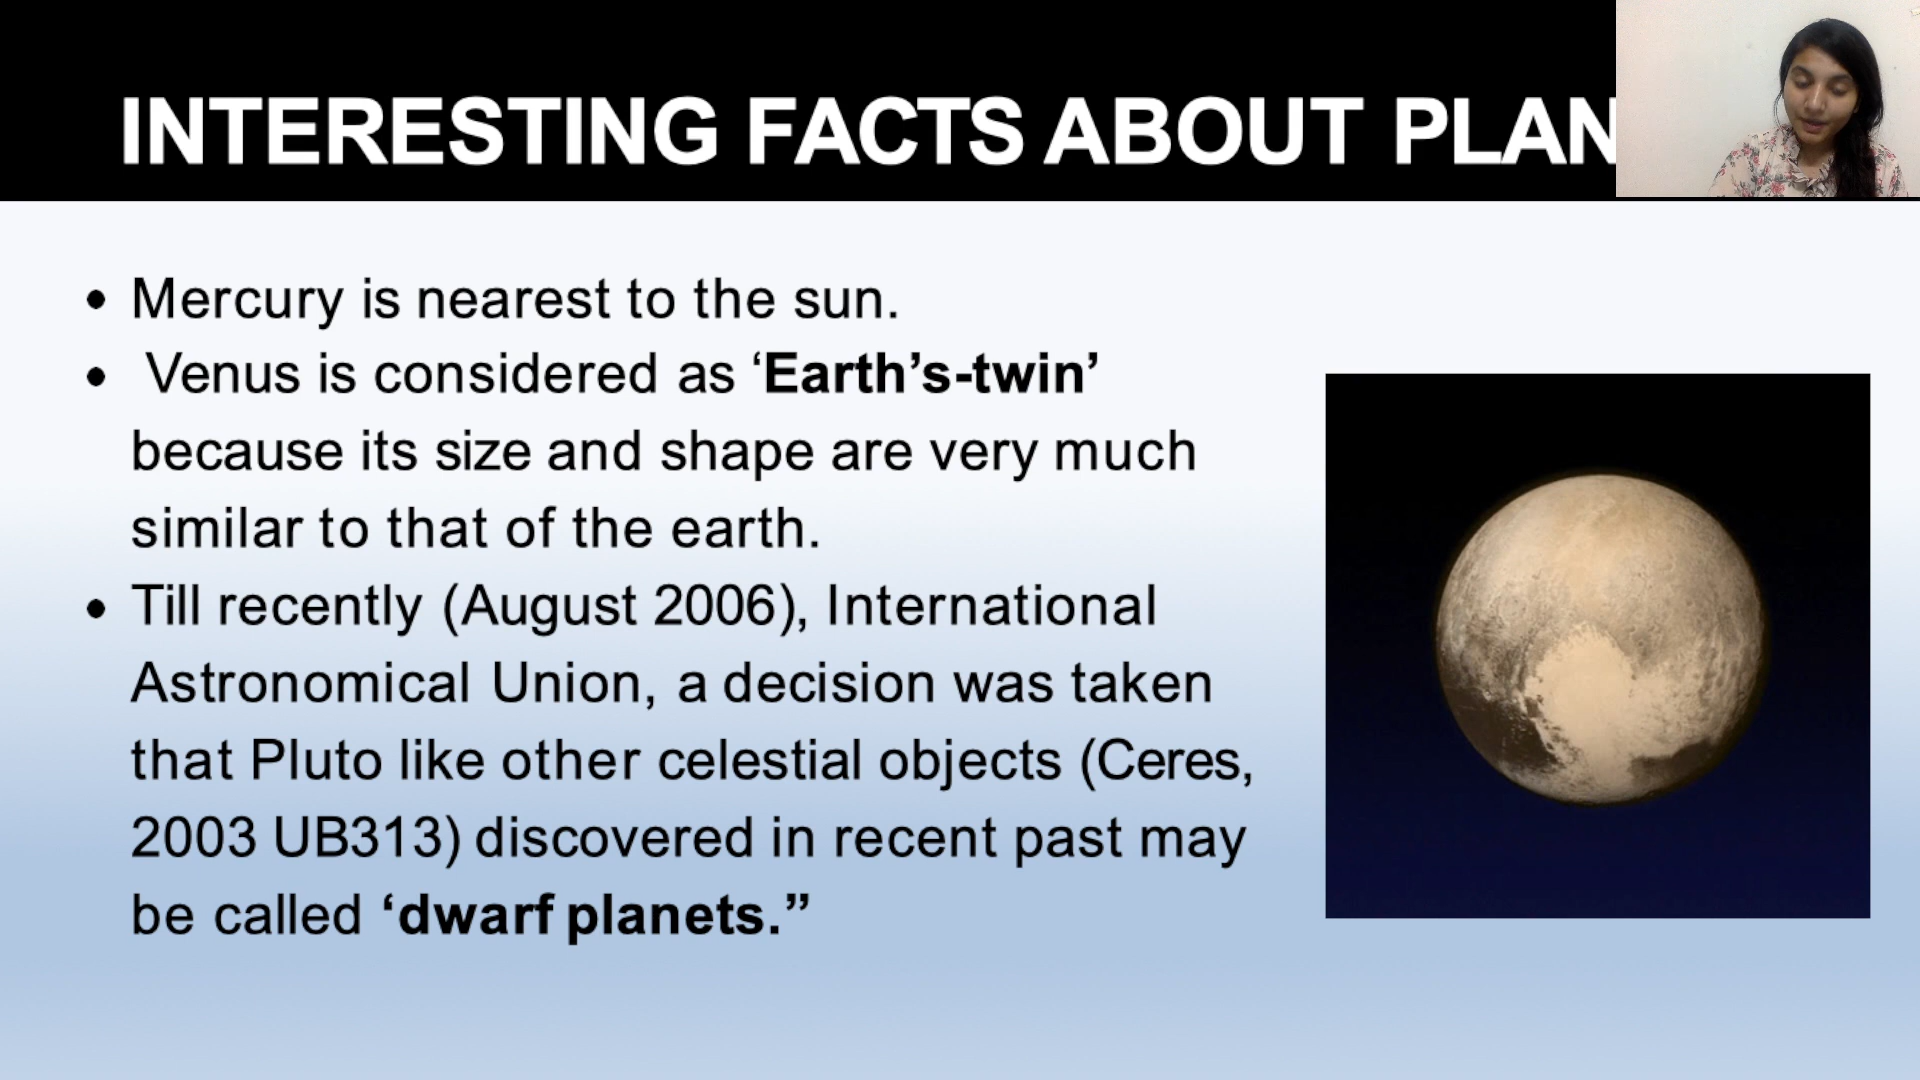 INTERESTING FACTS ABOUT PLAN
• Mercury is nearest to the sun.
• Venus is considered as ‘Earth’s-twin’
because its size and shape are very much
similar to that of the earth.
• Till recently (August 2006), International
Astronomical Union, a decision was taken
that Pluto like other celestial objects (Ceres,
2003 UB313) discovered in recent past may
be called ‘dwarf planets.”